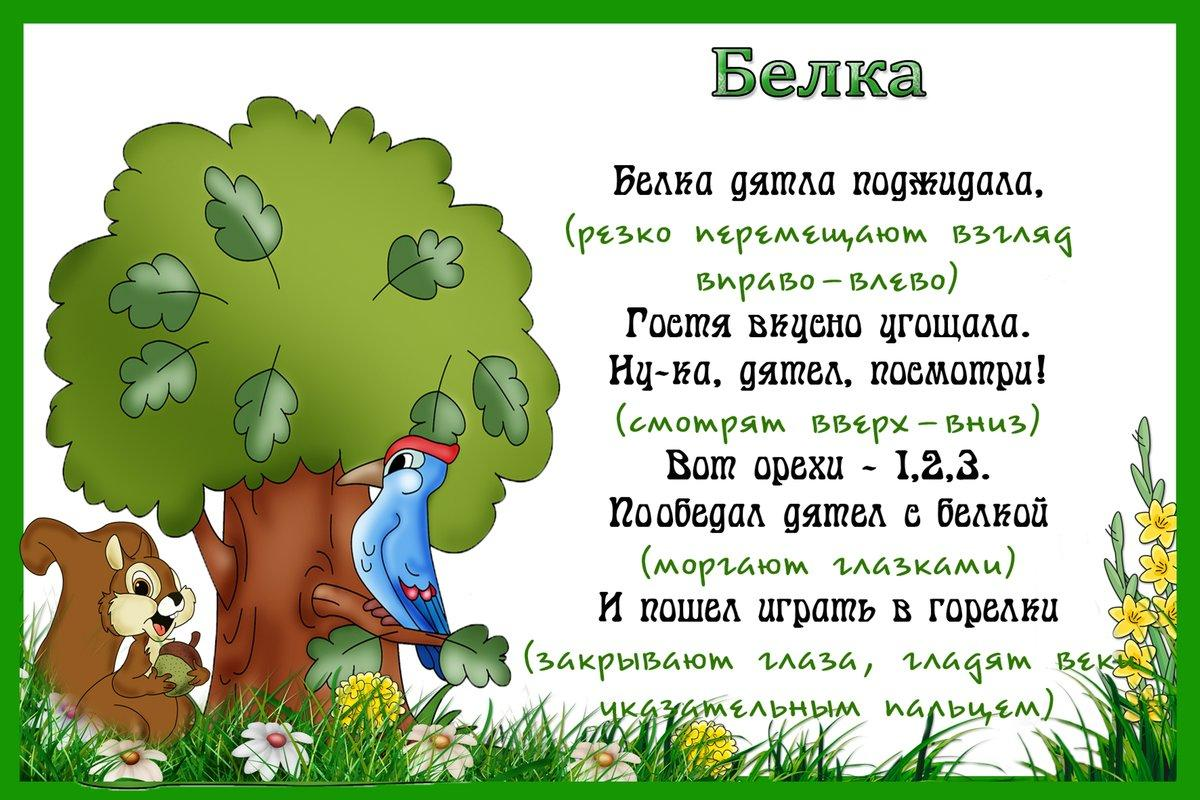 Белка
Белка дятла поджидала,
(резко перемещают взгляд
вправо-влево)
Гостя вкусно угощала.
Ну-ка, дятел, посмотри!
(смотрят вверх-вниз)
Вот орехи - 1,2,3.
Пообедал дятел с белкой
(моргают глазками)
И пошел играть в горелки
(закрывают глаза, гладят веки
указательным пальцем)